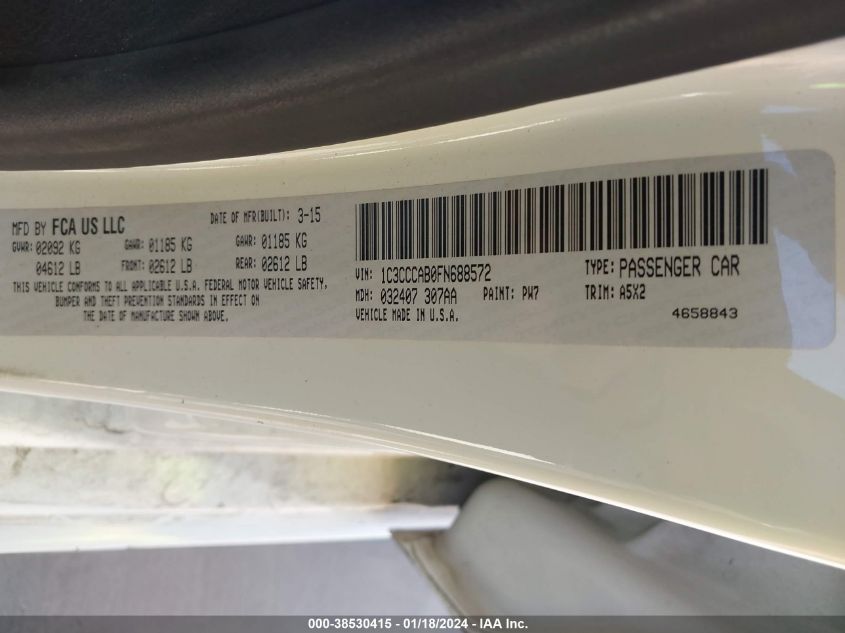 MFD BY FCA US LLC DATE OF MFR(BUILT): 3-15
GVWR: 02092 KG GAWR: 01185 KG GAWR: 01185 KG
04612 LB FRONT: 02612 LB REAR: 02612 LB
THIS VEHICLE CONFORMS TO ALL APPLICABLE U.S.A. FEDERAL MOTOR VEHICLE SAFETY,
BUMPER AND THEFT PREVENTION STANDARDS IN EFFECT ON
THE DATE OF MANUFACTURE SHOWN ABOVE.
VIN: 1C3CCCAB0FN688572 TYPE: PASSENGER CAR
MDH: 032407 307AA PAINT: PW7 TRIM: A5X2
VEHICLE MADE IN U.S.A. 4658843
000-38530415 - 01/18/2024 - IAA Inc.